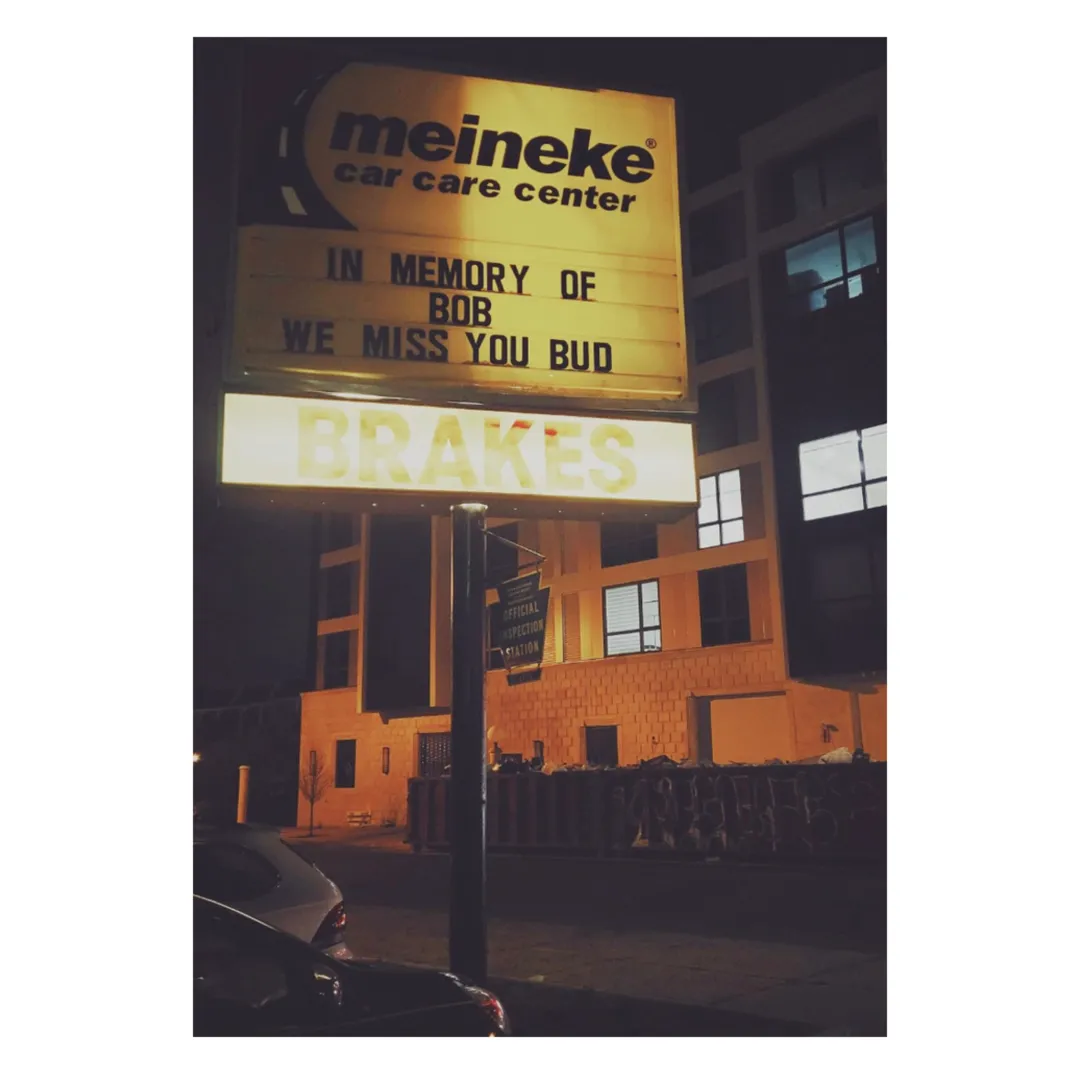 meineke®
car care center
IN MEMORY OF
BOB
WE MISS YOU BUD
BRAKES
OFFICIAL
INSPECTION
STATION